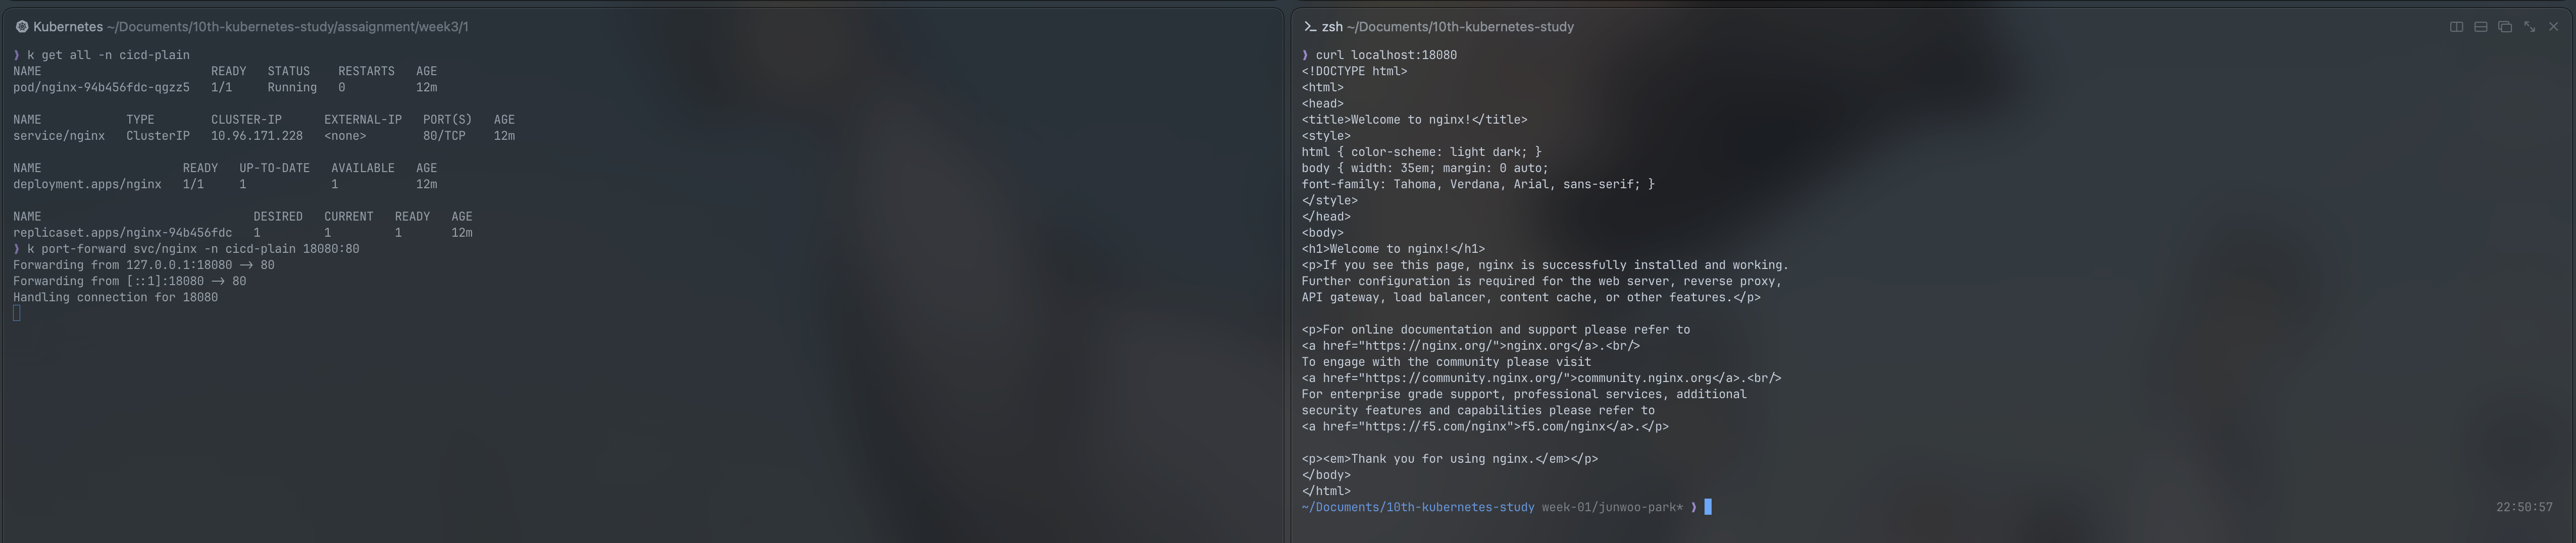 Kubernetes ~/Documents/10th-kubernetes-study/assaignment/week3/1
❯ k get all -n cicd-plain
NAME READY STATUS RESTARTS AGE
pod/nginx-94b456fdc-qgzz5 1/1 Running 0 12m
NAME TYPE CLUSTER-IP EXTERNAL-IP PORT(S) AGE
service/nginx ClusterIP 10.96.171.228 <none> 80/TCP 12m
NAME READY UP-TO-DATE AVAILABLE AGE
deployment.apps/nginx 1/1 1 1 12m
NAME DESIRED CURRENT READY AGE
replicaset.apps/nginx-94b456fdc 1 1 1 12m
❯ k port-forward svc/nginx -n cicd-plain 18080:80
Forwarding from 127.0.0.1:18080 -> 80
Forwarding from [::1]:18080 -> 80
Handling connection for 18080
zsh ~/Documents/10th-kubernetes-study
❯ curl localhost:18080
<!DOCTYPE html>
<html>
<head>
<title>Welcome to nginx!</title>
<style>
html { color-scheme: light dark; }
body { width: 35em; margin: 0 auto;
font-family: Tahoma, Verdana, Arial, sans-serif; }
</style>
</head>
<body>
<h1>Welcome to nginx!</h1>
<p>If you see this page, nginx is successfully installed and working.
Further configuration is required for the web server, reverse proxy,
API gateway, load balancer, content cache, or other features.</p>
<p>For online documentation and support please refer to
<a href="https://nginx.org/">nginx.org</a>.<br/>
To engage with the community please visit
<a href="https://community.nginx.org/">community.nginx.org</a>.<br/>
For enterprise grade support, professional services, additional
security features and capabilities please refer to
<a href="https://f5.com/nginx">f5.com/nginx</a>.</p>
<p><em>Thank you for using nginx.</em></p>
</body>
</html>
~/Documents/10th-kubernetes-study week-01/junwoo-park* ❯ 22:50:57